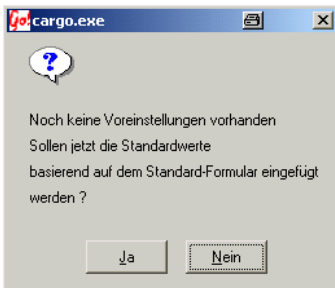 Go! cargo.exe
?
Noch keine Voreinstellungen vorhanden
Sollen jetzt die Standardwerte
basierend auf dem Standard-Formular eingefügt
werden ?
Ja
Nein